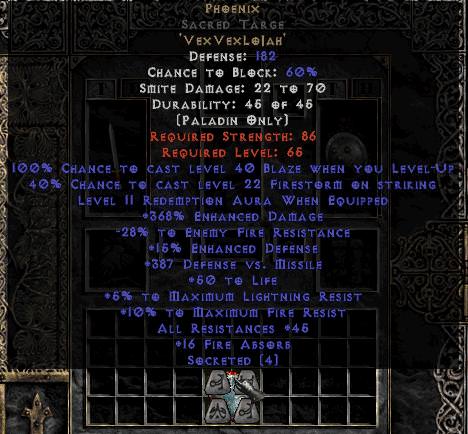 Phoenix
Sacred Targe
'VexVexLoJah'
Defense: 182
Chance to Block: 60%
Smite Damage: 22 to 70
Durability: 45 of 45
(Paladin Only)
Required Strength: 86
Required Level: 65
100% Chance to cast level 40 Blaze when you Level-Up
40% Chance to cast level 22 Firestorm on striking
Level 11 Redemption Aura When Equipped
+368% Enhanced Damage
-28% to Enemy Fire Resistance
+15% Enhanced Defense
+387 Defense vs. Missile
+50 to Life
+5% to Maximum Lightning Resist
+10% to Maximum Fire Resist
All Resistances +45
+16 Fire Absorb
Socketed (4)